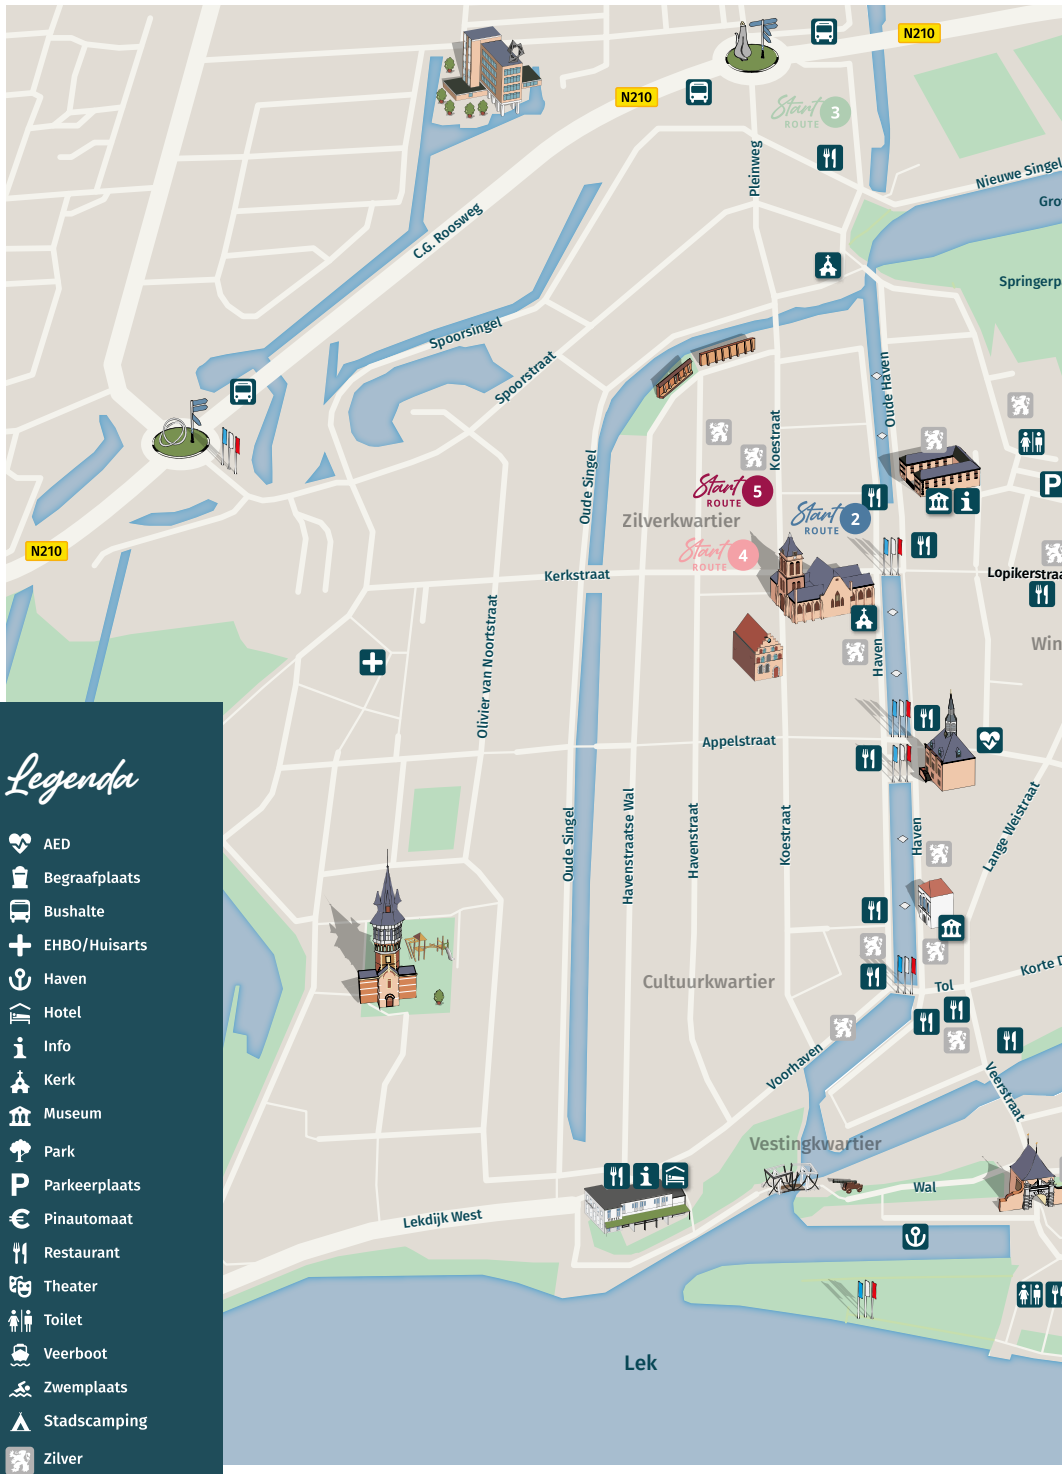 N210
N210
Start
ROUTE
3
Pleinweg
Nieuwe Singel
C.G. Roosweg
Springerp
Spoorsingel
Spoorstraat
Oude Haven
Koestraat
Oude Singel
Start
ROUTE
5
Zilverkwartier
Start
ROUTE
2
P
N210
Start
ROUTE
4
Kerkstraat
Lopikerstraa
Olivier van Noortstraat
Haven
Appelstraat
Legenda
AED
Begraafplaats
Bushalte
EHBO/Huisarts
Haven
Hotel
Info
Kerk
Museum
Park
Parkeerplaats
Pinautomaat
Restaurant
Theater
Toilet
Veerboot
Zwemplaats
Stadscamping
Zilver
Oude Singel
Havenstraatse Wal
Havenstraat
Koestraat
Haven
Lange Weistraat
Cultuurkwartier
Tol
Korte D
Voorhaven
Veerstraat
Vestingkwartier
Wal
Lekdijk West
Lek